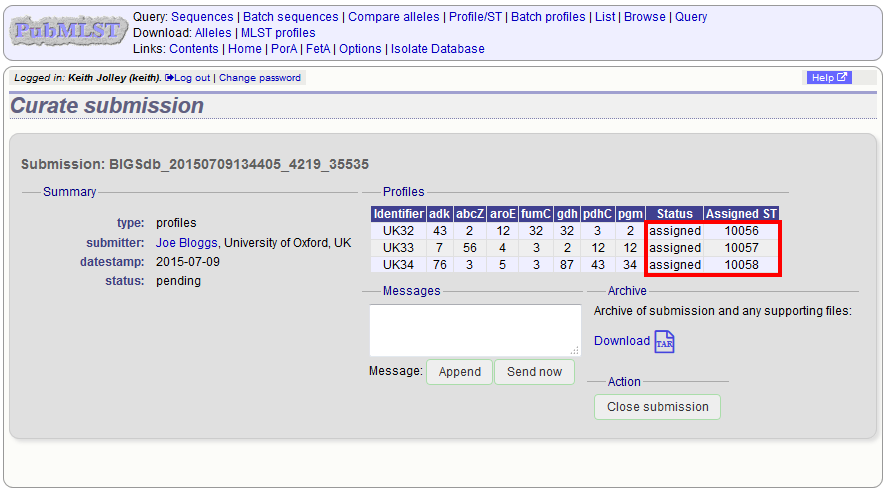 PubMLST
Query: Sequences | Batch sequences | Compare alleles | Profile/ST | Batch profiles | List | Browse | Query
Download: Alleles | MLST profiles
Links: Contents | Home | PorA | FetA | Options | Isolate Database
Logged in: Keith Jolley (keith). Log out | Change password
Help
Curate submission
Submission: BIGSdb_20150709134405_4219_35535
Summary
type: profiles
submitter: Joe Bloggs, University of Oxford, UK
datestamp: 2015-07-09
status: pending
Profiles
Identifier adk abcZ aroE fumC gdh pdhC pgm Status Assigned ST
UK32 43 2 12 32 32 3 2 assigned 10056
UK33 7 56 4 3 2 12 12 assigned 10057
UK34 76 3 5 3 87 43 34 assigned 10058
Messages
Message: Append Send now
Archive
Archive of submission and any supporting files:
Download TAR
Action
Close submission